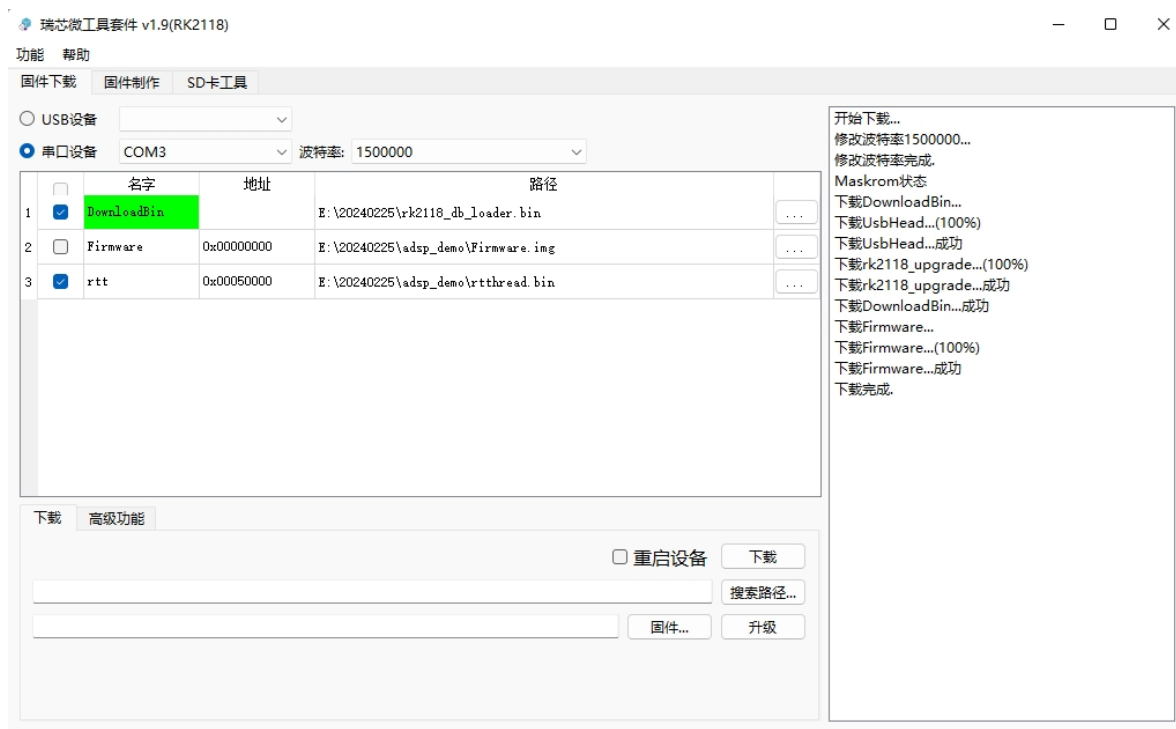 瑞芯微工具套件 v1.9(RK2118)
功能 帮助
固件下载 固件制作 SD卡工具
USB设备
串口设备 COM3 波特率: 1500000
名字 地址 路径
1 DownloadBin E:\20240225\rk2118_db_loader.bin ...
2 Firmware 0x00000000 E:\20240225\adsp_demo\Firmware.img ...
3 rtt 0x00050000 E:\20240225\adsp_demo\rtthread.bin ...
下载 高级功能
重启设备 下载
搜索路径...
固件... 升级
开始下载...
修改波特率1500000...
修改波特率完成.
Maskrom状态
下载DownloadBin...
下载UsbHead...(100%)
下载UsbHead...成功
下载rk2118_upgrade...(100%)
下载rk2118_upgrade...成功
下载DownloadBin...成功
下载Firmware...
下载Firmware...(100%)
下载Firmware...成功
下载完成.